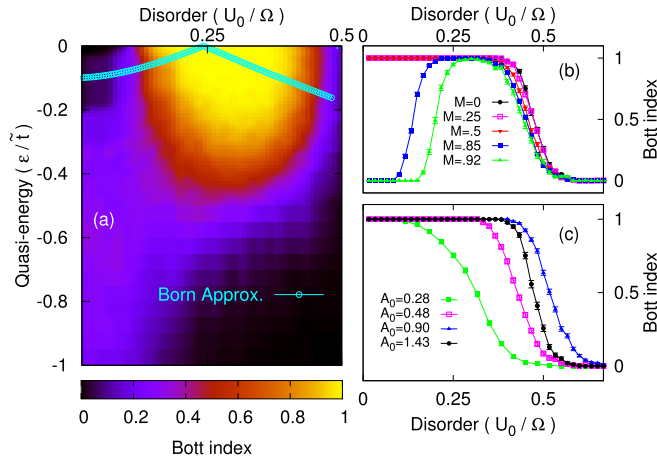 Disorder ( U0 / Ω )
0 0.25 0.5
0
-0.2
-0.4
-0.6
-0.8
-1
Quasi-energy ( ε / t̃ )
(a)
Born Approx.
0 0.2 0.4 0.6 0.8 1
Bott index
0 0.25 0.5
(b)
M=0
M=.25
M=.5
M=.85
M=.92
1
0.5
0
Bott index
(c)
A0=0.28
A0=0.48
A0=0.90
A0=1.43
1
0.5
0
Bott index
0 0.25 0.5
Disorder ( U0 / Ω )